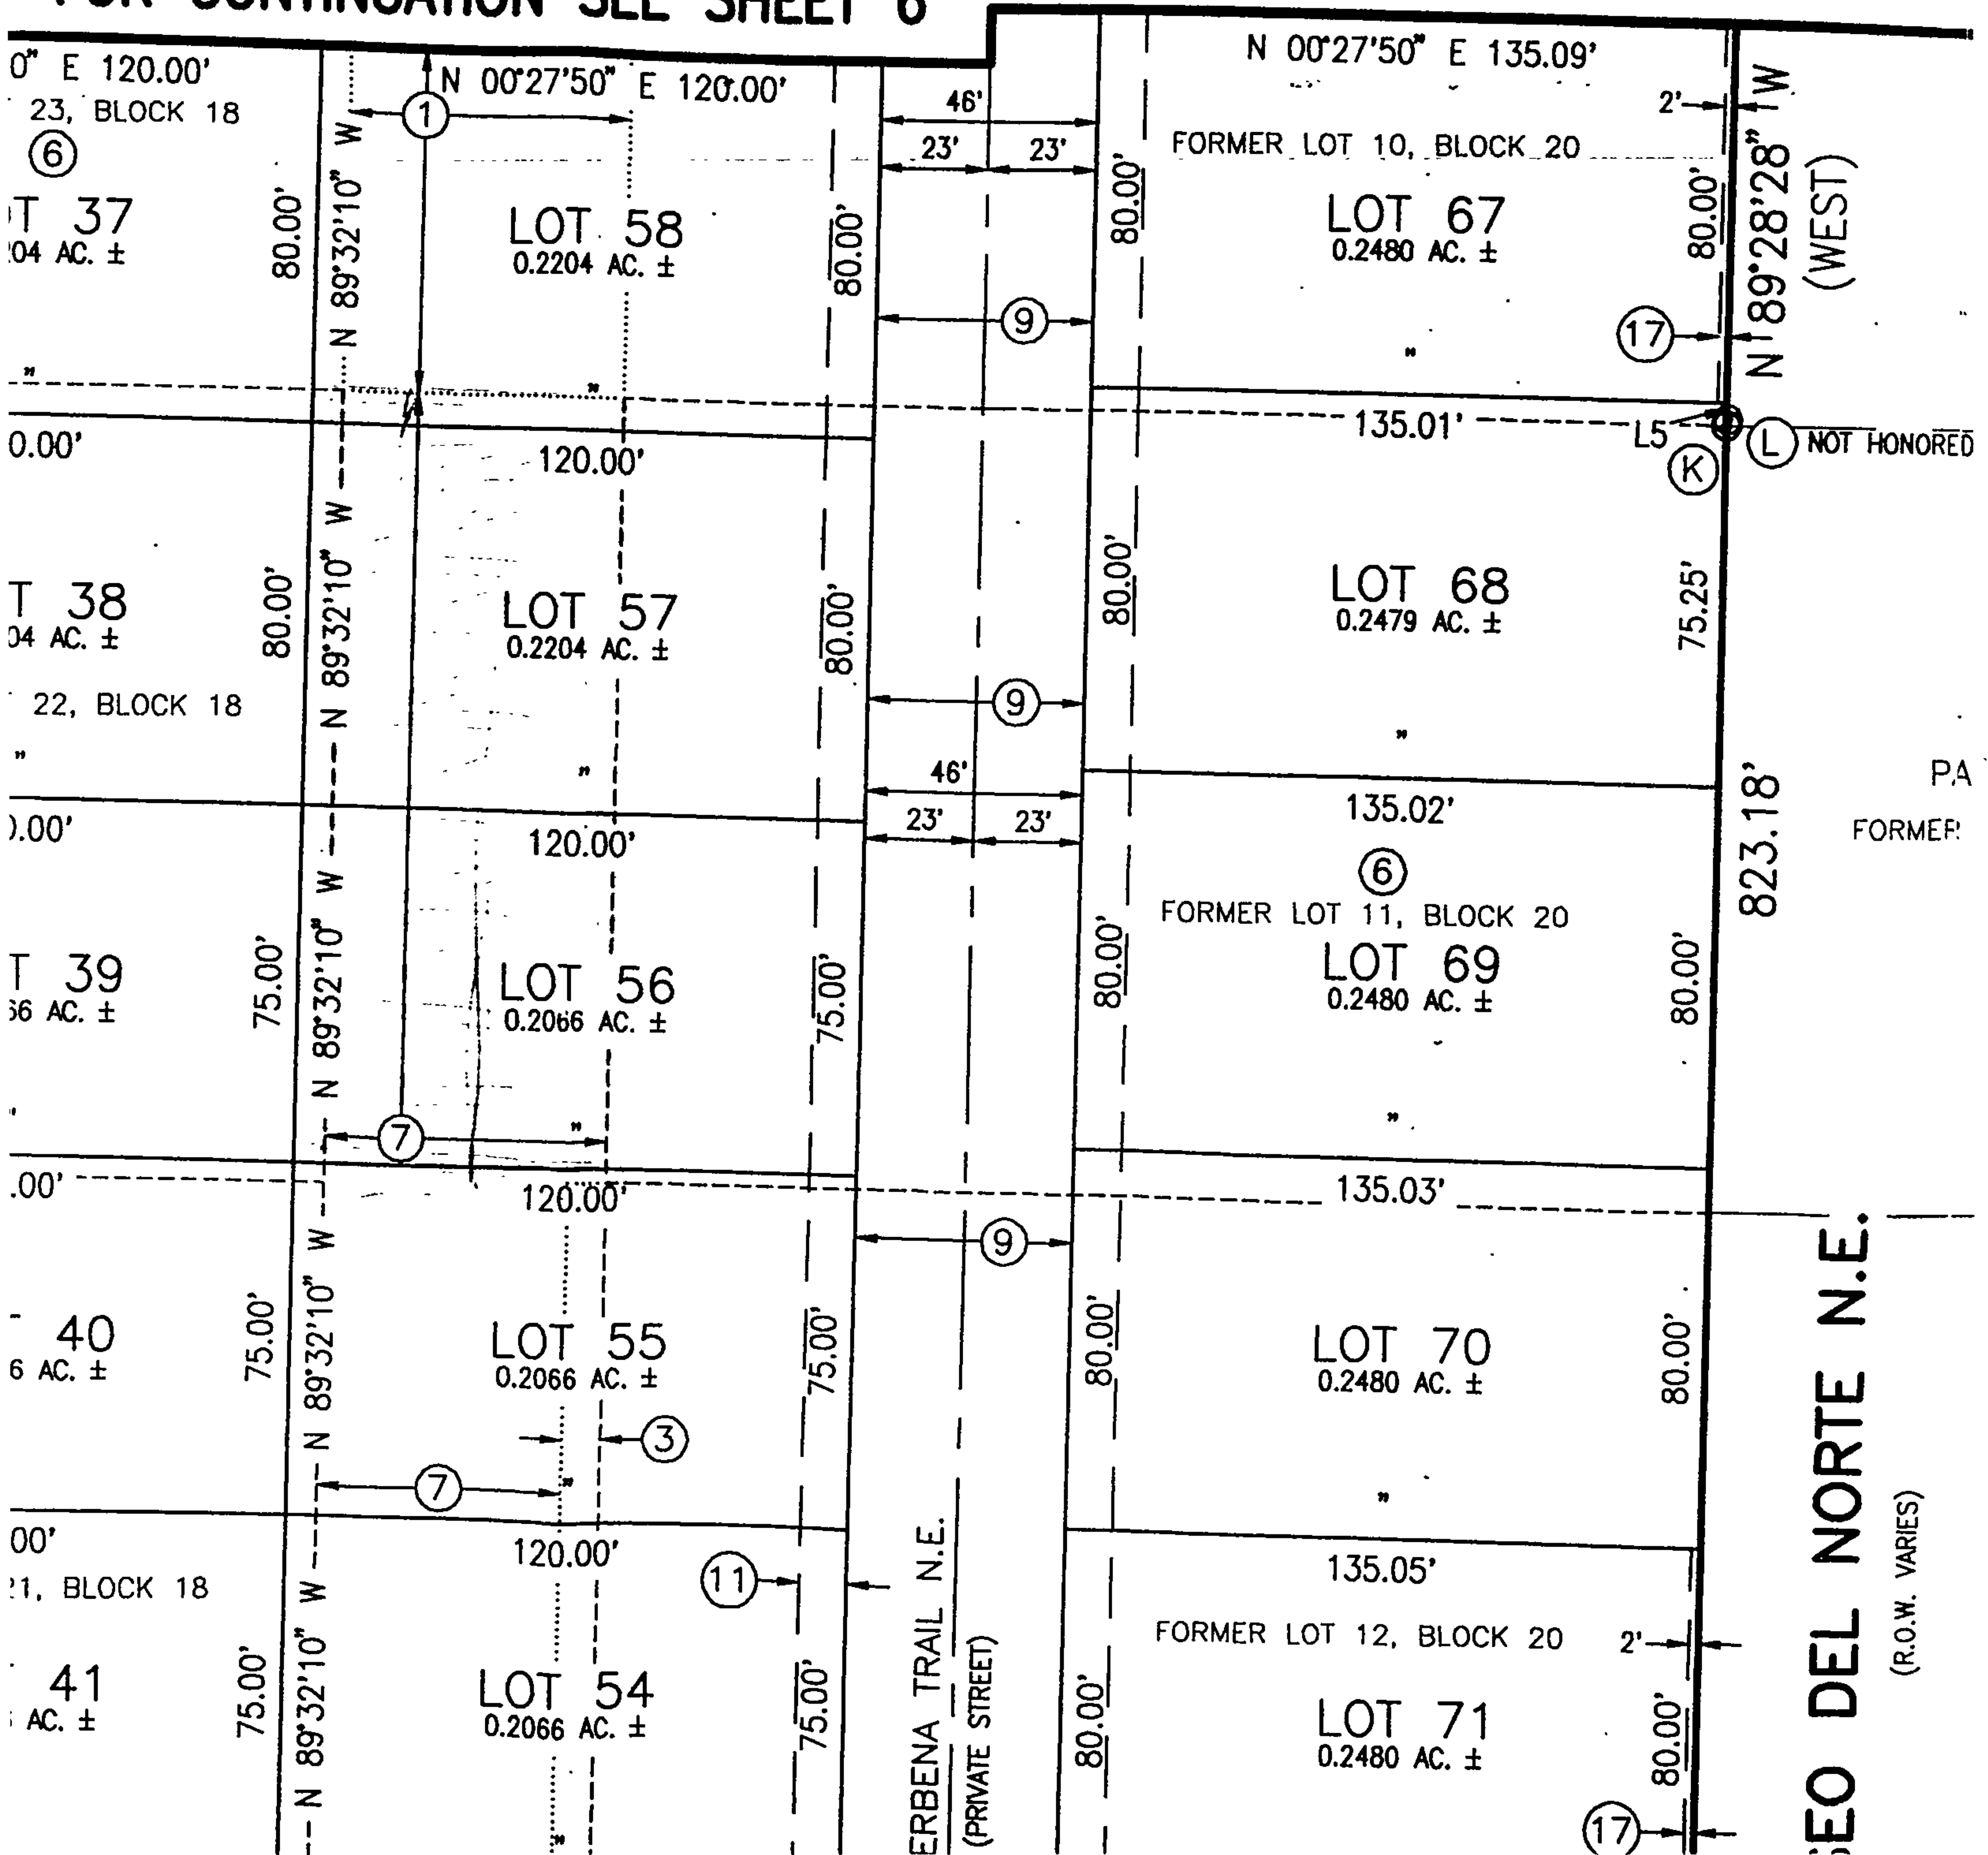 FOR CONTINUATION SEE SHEET 6
0" E 120.00'
23, BLOCK 18
6
T 37
04 AC. ±
80.00'
N 89°32'10" W
1
N 00°27'50" E 120.00'
LOT 58
0.2204 AC. ±
80.00'
46'
23' 23'
9
80.00'
N 00°27'50" E 135.09'
2'
FORMER LOT 10, BLOCK 20
LOT 67
0.2480 AC. ±
80.00'
17
"
N 89°28'28" W
(WEST)
"
"
0.00'
120.00'
135.01'
L5
K
L
NOT HONORED
T 38
04 AC. ±
80.00'
N 89°32'10" W
LOT 57
0.2204 AC. ±
80.00'
9
80.00'
LOT 68
0.2479 AC. ±
75.25'
22, BLOCK 18
"
"
"
46'
23' 23'
0.00'
120.00'
135.02'
823.18'
PA
FORMER
6
FORMER LOT 11, BLOCK 20
T 39
66 AC. ±
75.00'
N 89°32'10" W
LOT 56
0.2066 AC. ±
75.00'
80.00'
LOT 69
0.2480 AC. ±
80.00'
"
7
"
"
.00'
120.00'
135.03'
9
40
6 AC. ±
75.00'
N 89°32'10" W
LOT 55
0.2066 AC. ±
75.00'
80.00'
LOT 70
0.2480 AC. ±
80.00'
3
7
"
"
00'
120.00'
135.05'
21, BLOCK 18
11
FORMER LOT 12, BLOCK 20
2'
41
AC. ±
75.00'
N 89°32'10" W
LOT 54
0.2066 AC. ±
75.00'
"
ERBENA TRAIL N.E.
(PRIVATE STREET)
80.00'
LOT 71
0.2480 AC. ±
80.00'
17
SEO DEL NORTE N.E.
(R.O.W. VARIES)